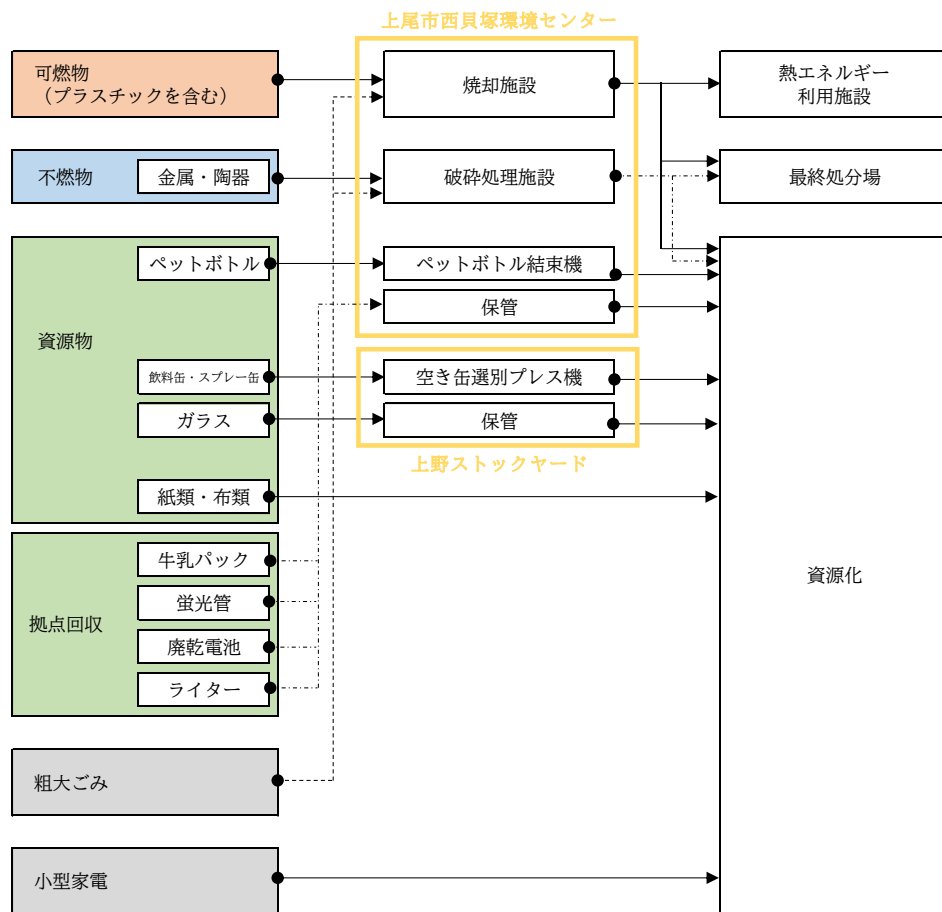 上尾市西貝塚環境センター
可燃物
（プラスチックを含む）
焼却施設
熱エネルギー
利用施設
不燃物
金属・陶器
破砕処理施設
最終処分場
資源物
ペットボトル
ペットボトル結束機
保管
飲料缶・スプレー缶
空き缶選別プレス機
ガラス
保管
上野ストックヤード
紙類・布類
資源化
拠点回収
牛乳パック
蛍光管
廃乾電池
ライター
粗大ごみ
小型家電